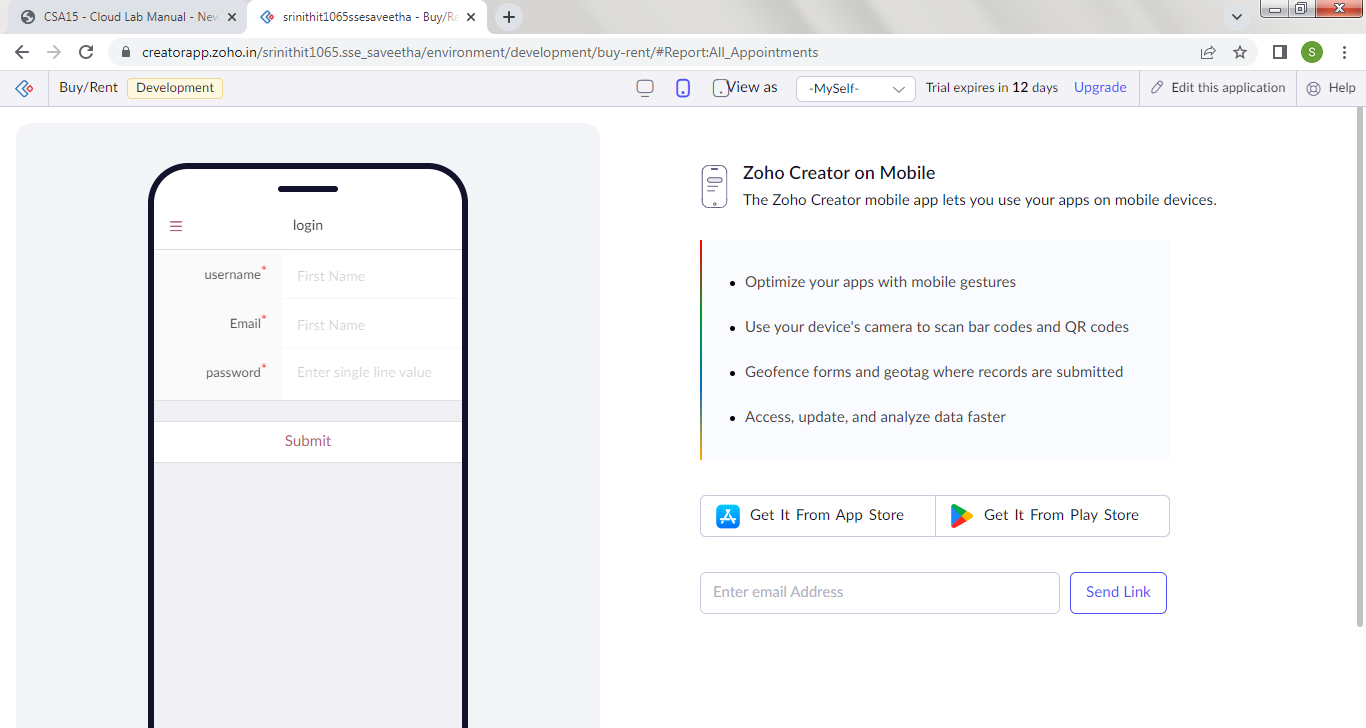 CSA15 - Cloud Lab Manual - New
srinithit1065ssesaveetha - Buy/Re
creatorapp.zoho.in/srinithit1065.sse_saveetha/environment/development/buy-rent/#Report:All_Appointments
S
Buy/Rent Development View as -MySelf- Trial expires in 12 days Upgrade Edit this application Help
login
username* First Name
Email* First Name
password* Enter single line value
Submit
Zoho Creator on Mobile
The Zoho Creator mobile app lets you use your apps on mobile devices.
• Optimize your apps with mobile gestures
• Use your device's camera to scan bar codes and QR codes
• Geofence forms and geotag where records are submitted
• Access, update, and analyze data faster
Get It From App Store Get It From Play Store
Enter email Address Send Link